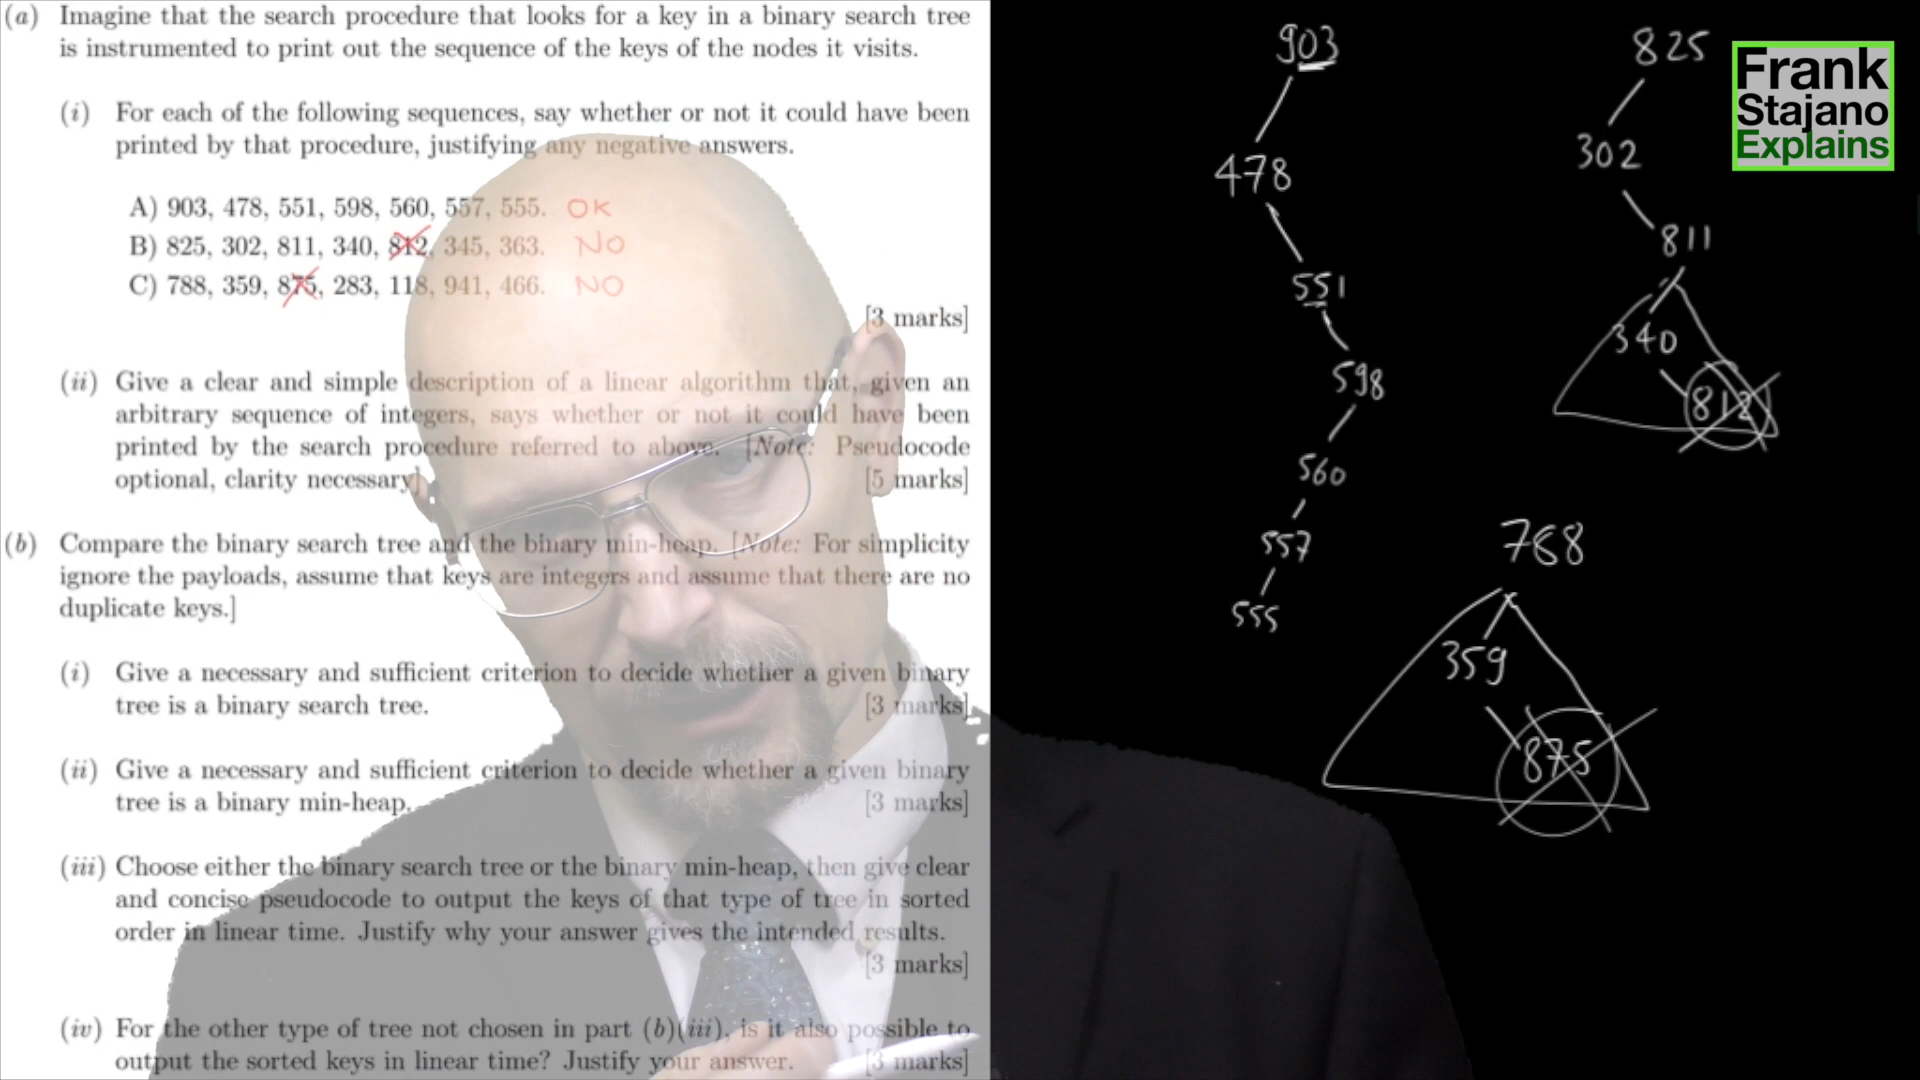 (a) Imagine that the search procedure that looks for a key in a binary search tree
is instrumented to print out the sequence of the keys of the nodes it visits.
(i) For each of the following sequences, say whether or not it could have been
printed by that procedure, justifying any negative answers.
A) 903, 478, 551, 598, 560, 557, 555. OK
B) 825, 302, 811, 340, 812, 345, 363. NO
C) 788, 359, 875, 283, 118, 941, 466. NO
[3 marks]
(ii) Give a clear and simple description of a linear algorithm that, given an
arbitrary sequence of integers, says whether or not it could have been
printed by the search procedure referred to above. [Note: Pseudocode
optional, clarity necessary]
[5 marks]
(b) Compare the binary search tree and the binary min-heap. [Note: For simplicity
ignore the payloads, assume that keys are integers and assume that there are no
duplicate keys.]
(i) Give a necessary and sufficient criterion to decide whether a given binary
tree is a binary search tree. [3 marks]
(ii) Give a necessary and sufficient criterion to decide whether a given binary
tree is a binary min-heap. [3 marks]
(iii) Choose either the binary search tree or the binary min-heap, then give clear
and concise pseudocode to output the keys of that type of tree in sorted
order in linear time. Justify why your answer gives the intended results.
[3 marks]
(iv) For the other type of tree not chosen in part (b)(iii), is it also possible to
output the sorted keys in linear time? Justify your answer. [3 marks]
903
478
551
598
560
557
555
825
302
811
340
812
768
359
875
Frank
Stajano
Explains